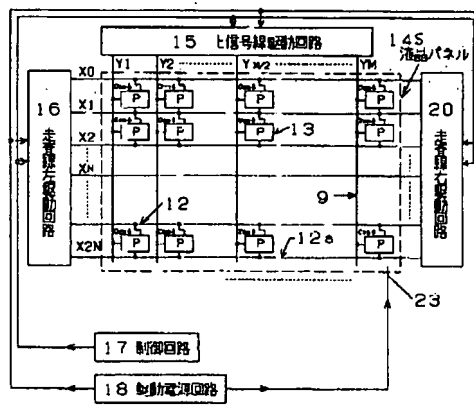 15 上信号線駆動回路
14S
液晶パネル
Y1 Y2 YM/2 YM
X0
X1
X2
XN
X2N
16
走査線左駆動回路
20
走査線右駆動回路
P P P P
P P P P
13
9
12
P P P P
12a
23
17 制御回路
18 駆動電源回路